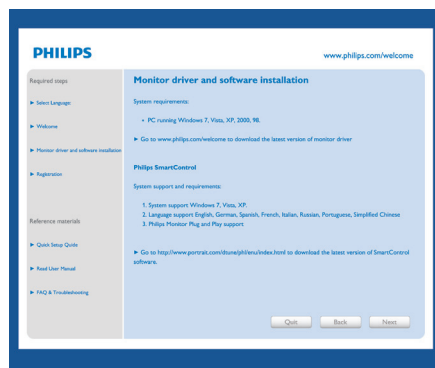 PHILIPS
www.philips.com/welcome
Required steps
▶ Select Language
▶ Welcome
▶ Monitor driver and software installation
▶ Registration
Reference materials
▶ Quick Setup Guide
▶ Read User Manual
▶ FAQ & Troubleshooting
Monitor driver and software installation
System requirements:
• PC running Windows 7, Vista, XP, 2000, 98.
▶ Go to www.philips.com/welcome to download the latest version of monitor driver
Philips SmartControl
System support and requirements:
1. System support Windows 7, Vista, XP.
2. Language support English, German, Spanish, French, Italian, Russian, Portuguese, Simplified Chinese
3. Philips Monitor Plug and Play support
▶ Go to http://www.portrait.com/dtune/phl/enu/index.html to download the latest version of SmartControl
software.
Quit
Back
Next